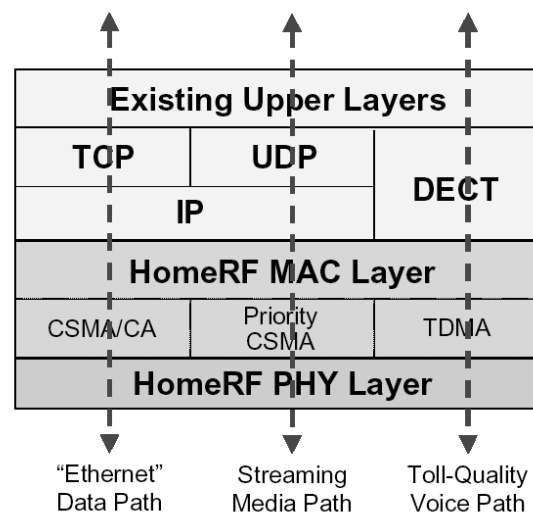 Existing Upper Layers
TCP
UDP
DECT
IP
HomeRF MAC Layer
CSMA/CA
Priority
CSMA
TDMA
HomeRF PHY Layer
“Ethernet”
Data Path
Streaming
Media Path
Toll-Quality
Voice Path